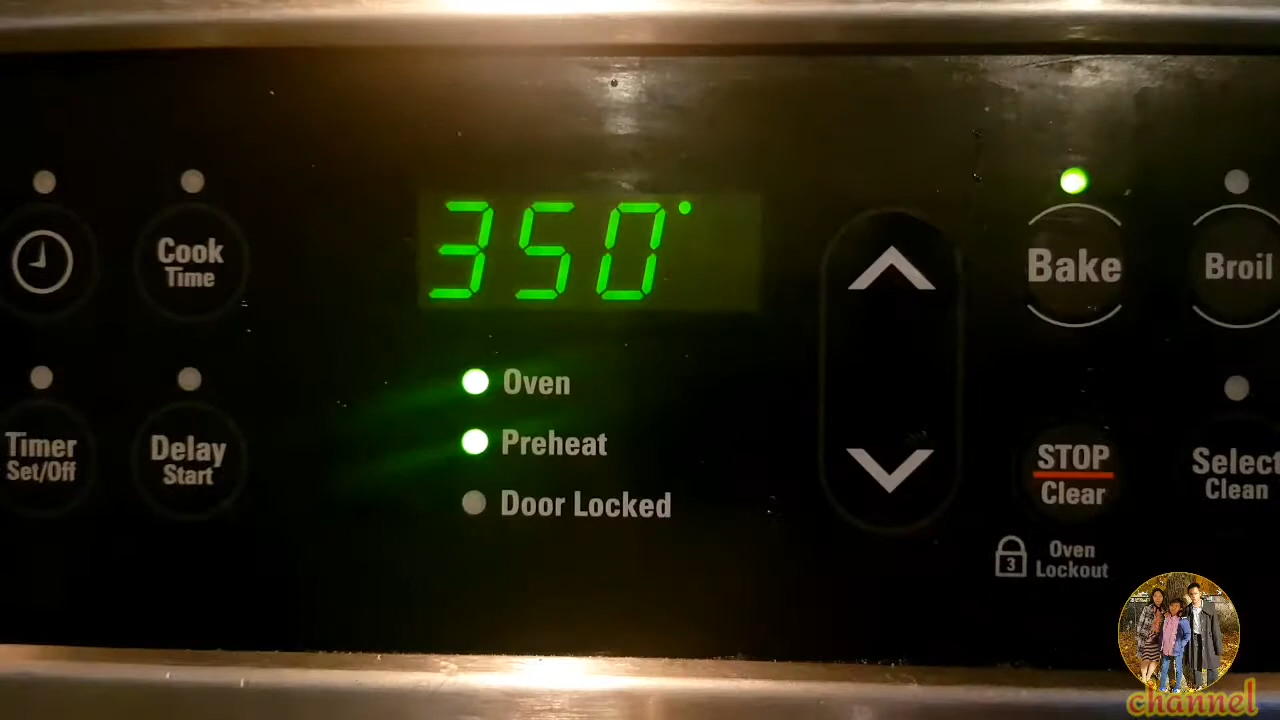 350°
Cook
Time
Bake
Broil
Oven
Preheat
Door Locked
Timer
Set/Off
Delay
Start
STOP
Clear
Select
Clean
3
Oven
Lockout
channel